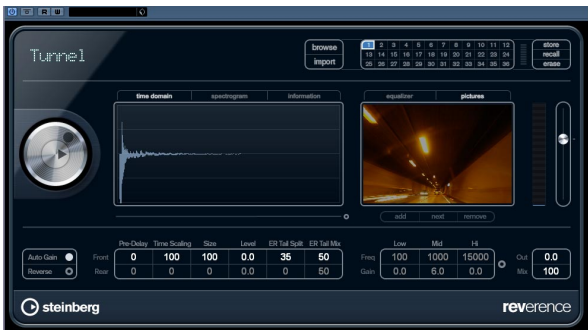 R W
Tunnel
browse
import
1 2 3 4 5 6 7 8 9 10 11 12
13 14 15 16 17 18 19 20 21 22 23 24
25 26 27 28 29 30 31 32 33 34 35 36
store
recall
erase
time domain spectrogram information
equalizer pictures
add next remove
Pre-Delay Time Scaling Size Level ER Tail Split ER Tail Mix
Low Mid Hi
Auto Gain
Front 0 100 100 0.0 35 50
Freq 100 1000 15000
Out 0.0
Reverse
Rear 0 0 0 0.0 0 50
Gain 0.0 6.0 0.0
Mix 100
steinberg
reverence